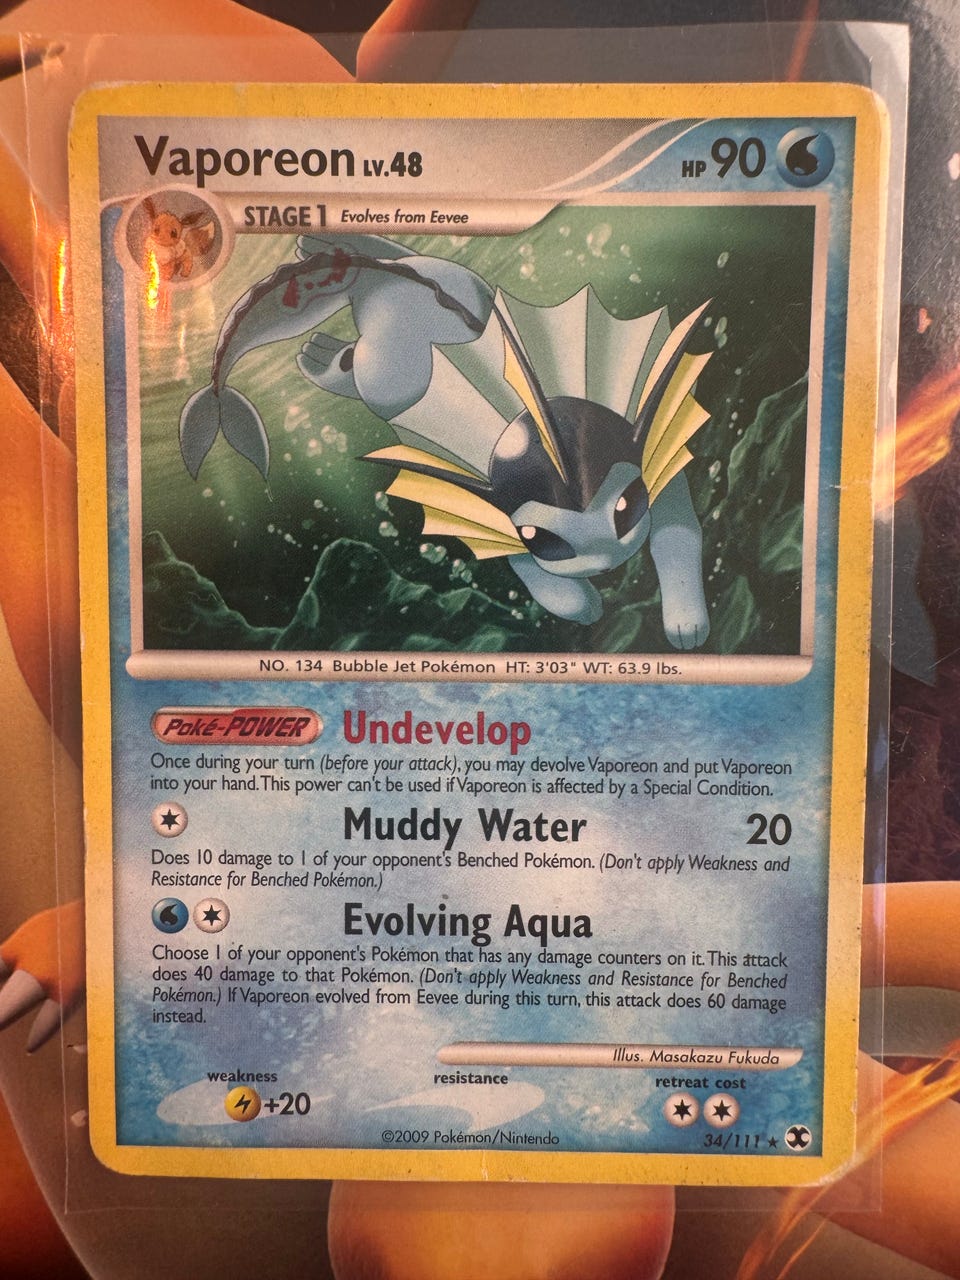 Vaporeon LV.48
HP 90
STAGE 1 Evolves from Eevee
NO. 134 Bubble Jet Pokémon HT: 3'03" WT: 63.9 lbs.
Poké-POWER Undevelop
Once during your turn (before your attack), you may devolve Vaporeon and put Vaporeon
into your hand. This power can't be used if Vaporeon is affected by a Special Condition.
Muddy Water 20
Does 10 damage to 1 of your opponent's Benched Pokémon. (Don't apply Weakness and
Resistance for Benched Pokémon.)
Evolving Aqua
Choose 1 of your opponent's Pokémon that has any damage counters on it. This attack
does 40 damage to that Pokémon. (Don't apply Weakness and Resistance for Benched
Pokémon.) If Vaporeon evolved from Eevee during this turn, this attack does 60 damage
instead.
Illus. Masakazu Fukuda
weakness resistance retreat cost
+20
©2009 Pokémon/Nintendo
34/111 ★